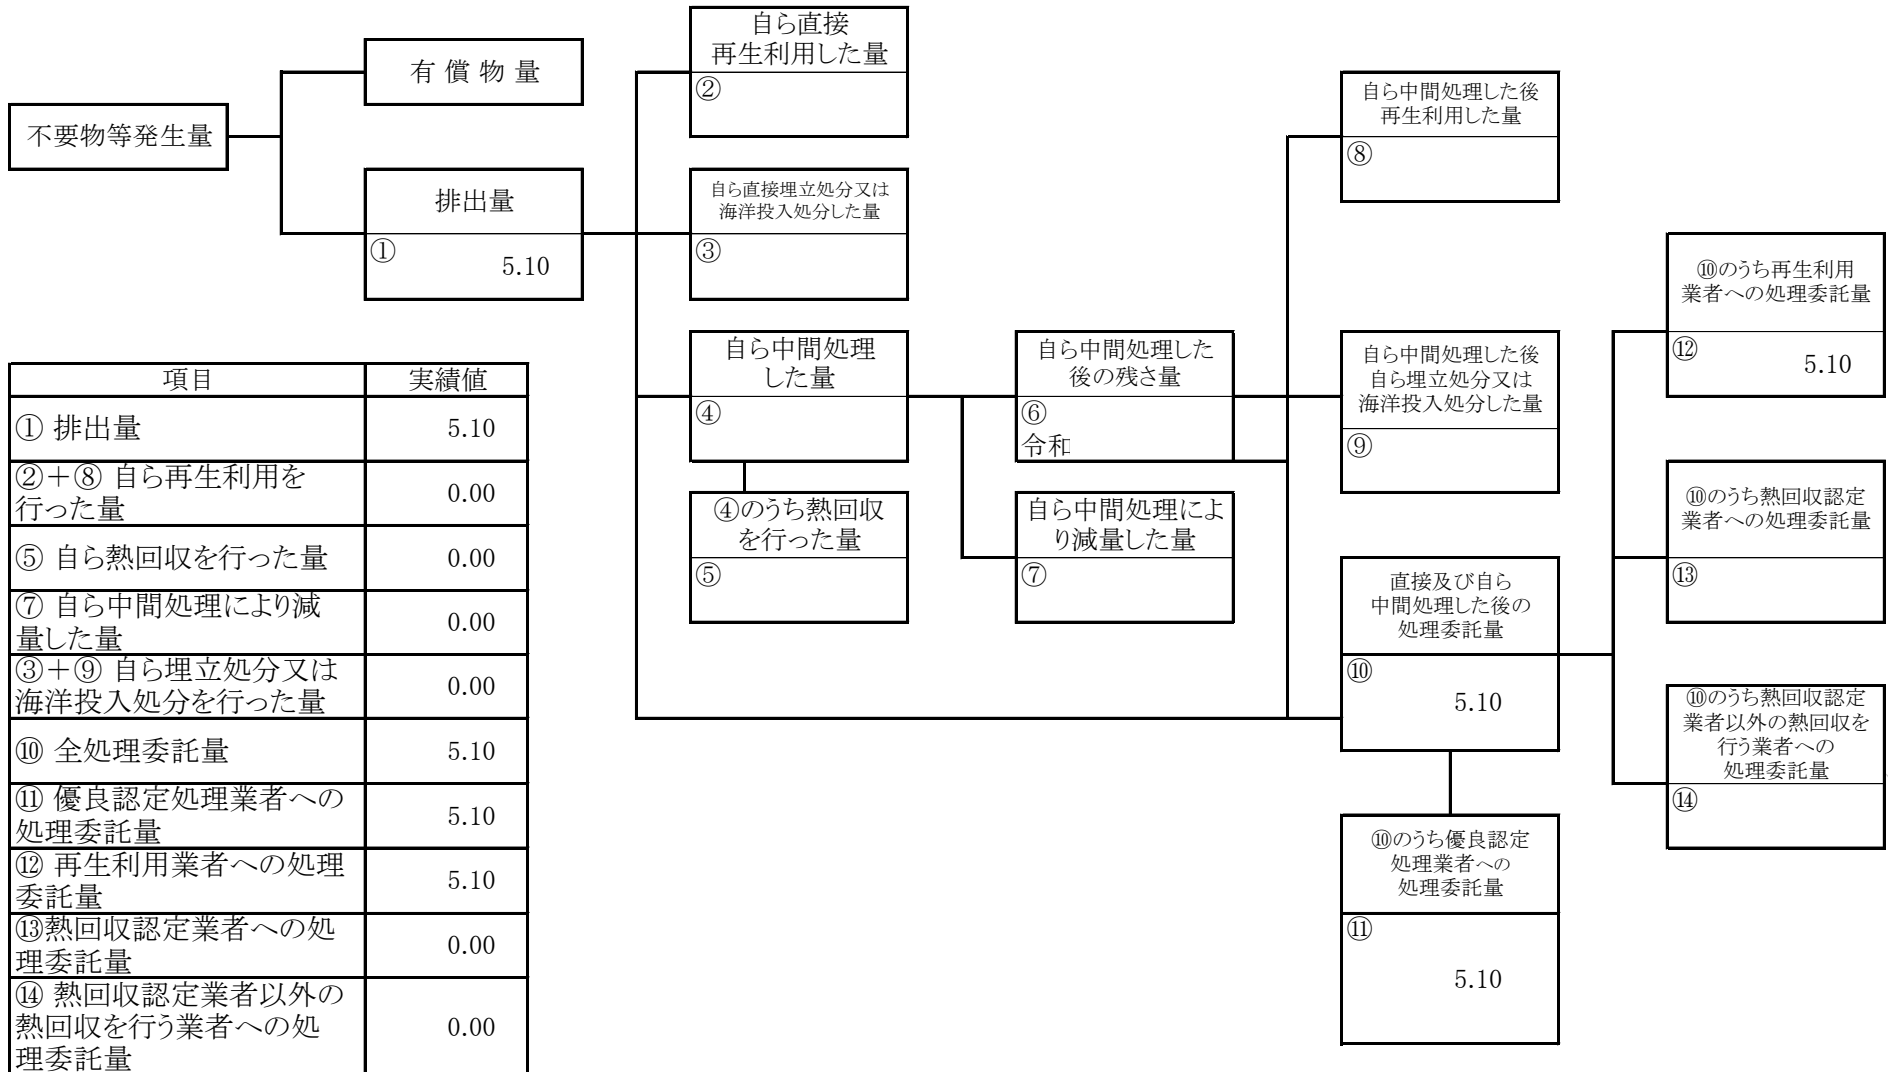 不要物等発生量
有 償 物 量
排出量
①
5.10
自ら直接
再生利用した量
②
自ら直接埋立処分又は
海洋投入処分した量
③
自ら中間処理
した量
④
④のうち熱回収
を行った量
⑤
自ら中間処理した
後の残さ量
⑥
令和
自ら中間処理によ
り減量した量
⑦
自ら中間処理した後
再生利用した量
⑧
自ら中間処理した後
自ら埋立処分又は
海洋投入処分した量
⑨
直接及び自ら
中間処理した後の
処理委託量
⑩
5.10
⑩のうち優良認定
処理業者への
処理委託量
⑪
5.10
⑩のうち再生利用
業者への処理委託量
⑫
5.10
⑩のうち熱回収認定
業者への処理委託量
⑬
⑩のうち熱回収認定
業者以外の熱回収を
行う業者への
処理委託量
⑭
項目 実績値
① 排出量 5.10
②+⑧ 自ら再生利用を
行った量 0.00
⑤ 自ら熱回収を行った量 0.00
⑦ 自ら中間処理により減
量した量 0.00
③+⑨ 自ら埋立処分又は
海洋投入処分を行った量 0.00
⑩ 全処理委託量 5.10
⑪ 優良認定処理業者への
処理委託量 5.10
⑫ 再生利用業者への処理
委託量 5.10
⑬熱回収認定業者への処
理委託量 0.00
⑭ 熱回収認定業者以外の
熱回収を行う業者への処
理委託量 0.00